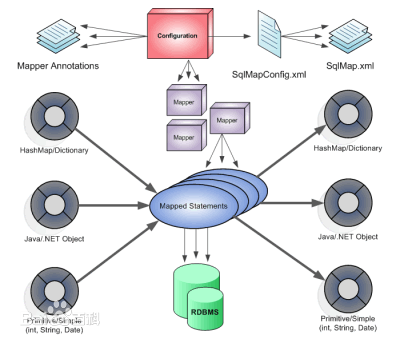 Configuration
Mapper Annotations
SqlMapConfig.xml
SqlMap.xml
Mapper
Mapper
Mapper
HashMap/Dictionary
HashMap/Dictionary
Mapped Statements
Java/.NET Object
Java/.NET Object
RDBMS
Primitive/Simple
(int, String, Date)
Primitive/Simple
(int, String, Date)